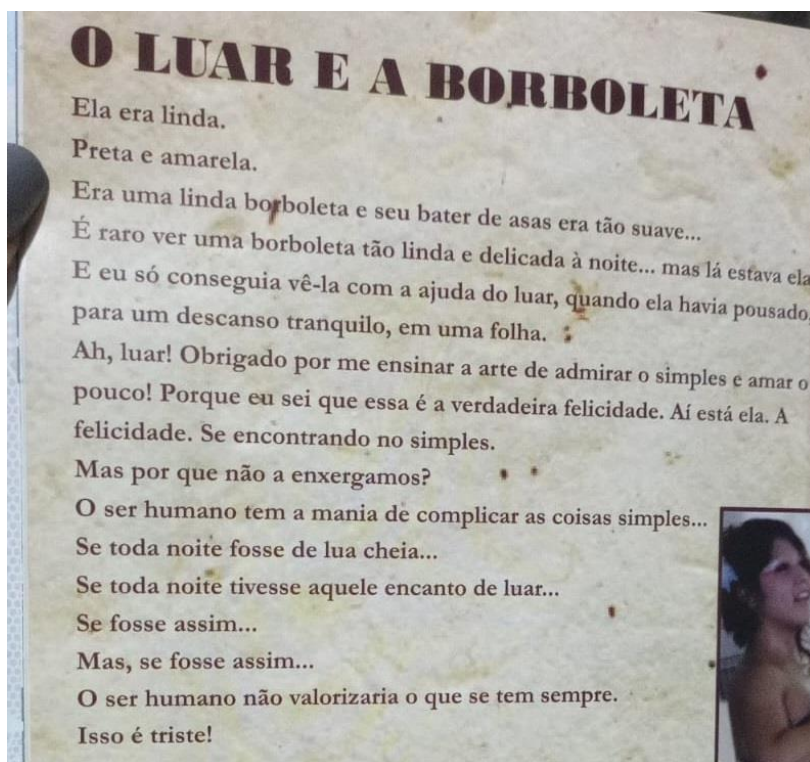 O LUAR E A BORBOLETA
Ela era linda.
Preta e amarela.
Era uma linda borboleta e seu bater de asas era tão suave...
É raro ver uma borboleta tão linda e delicada à noite... mas lá estava ela
E eu só conseguia vê-la com a ajuda do luar, quando ela havia pousado,
para um descanso tranquilo, em uma folha.
Ah, luar! Obrigado por me ensinar a arte de admirar o simples e amar o
pouco! Porque eu sei que essa é a verdadeira felicidade. Aí está ela. A
felicidade. Se encontrando no simples.
Mas por que não a enxergamos?
O ser humano tem a mania de complicar as coisas simples...
Se toda noite fosse de lua cheia...
Se toda noite tivesse aquele encanto de luar...
Se fosse assim...
Mas, se fosse assim...
O ser humano não valorizaria o que se tem sempre.
Isso é triste!